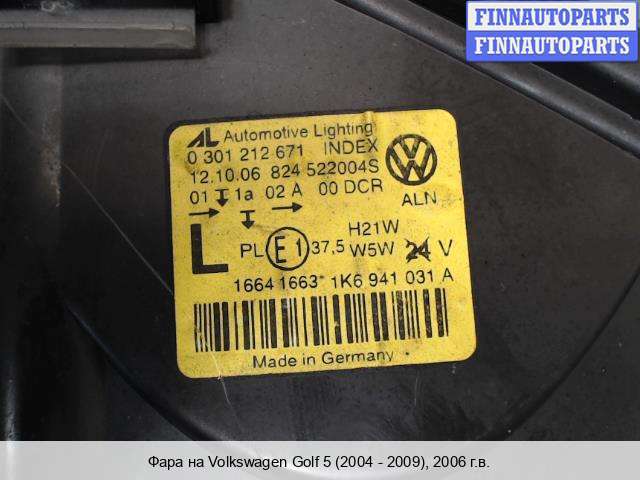 FINNAUTOPARTS
FINNAUTOPARTS
AL Automotive Lighting
0 301 212 671 INDEX
12.10.06 824 522004S
01 1a 02 A 00 DCR
ALN
L PL E1 37,5 H21W
W5W 24 V
16641663* 1K6 941 031 A
Made in Germany
Фара на Volkswagen Golf 5 (2004 - 2009), 2006 г.в.